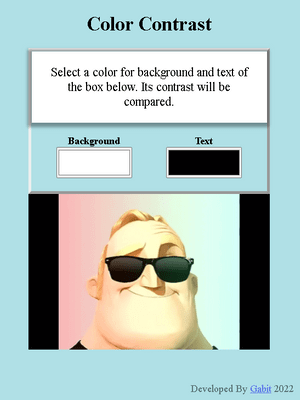 Color Contrast
Select a color for background and text of
the box below. Its contrast will be
compared.
Background Text
Developed By Gabit 2022